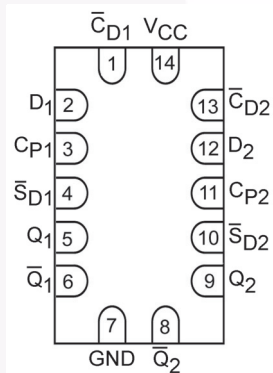 C̅D1 VCC
1 14
D1 2 13 C̅D2
CP1 3 12 D2
S̅D1 4 11 CP2
Q1 5 10 S̅D2
Q̅1 6 9 Q2
7 8
GND Q̅2